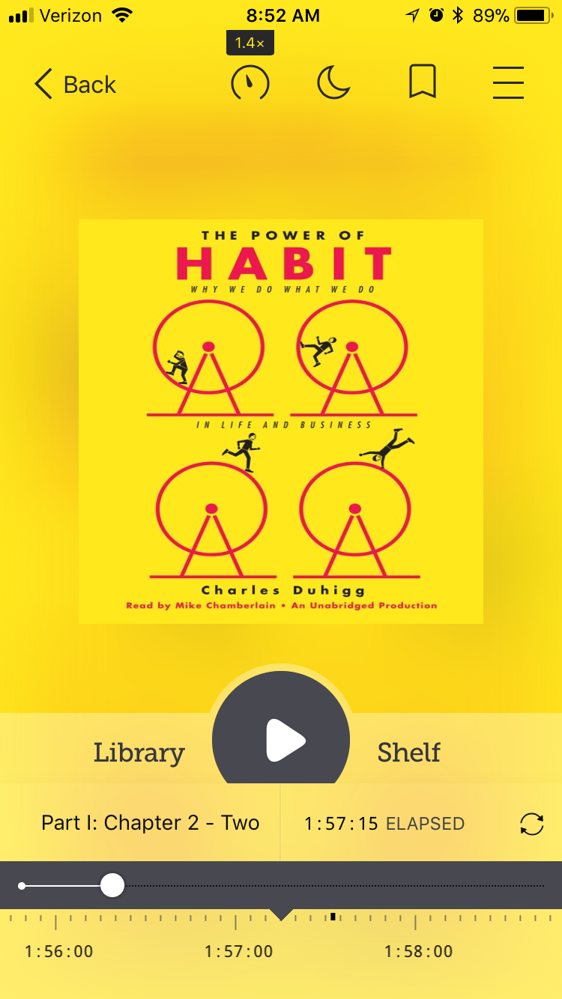 Verizon 8:52 AM 89%
1.4×
Back
THE POWER OF
HABIT
WHY WE DO WHAT WE DO
IN LIFE AND BUSINESS
Charles Duhigg
Read by Mike Chamberlain • An Unabridged Production
Library Shelf
Part I: Chapter 2 - Two 1:57:15 ELAPSED
1:56:00 1:57:00 1:58:00